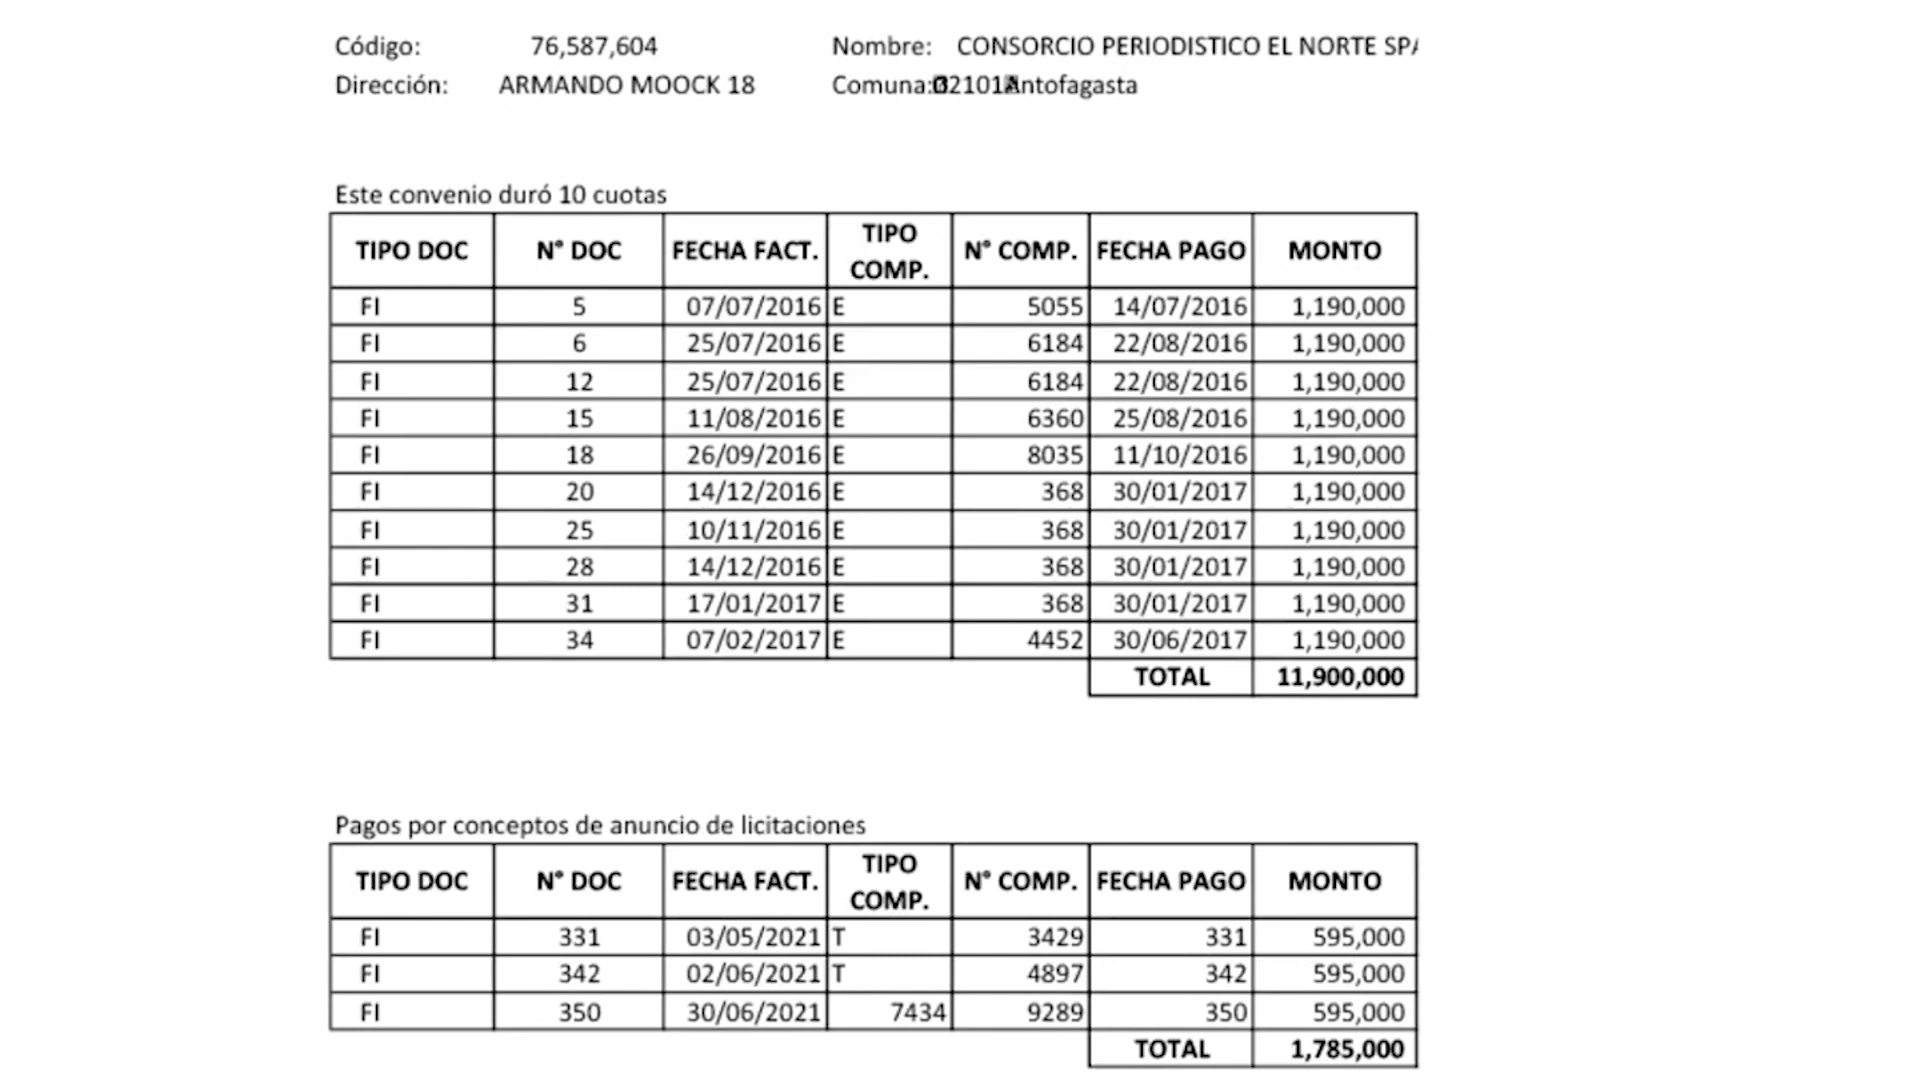 Código: 76,587,604 Nombre: CONSORCIO PERIODISTICO EL NORTE SPA
Dirección: ARMANDO MOOCK 18 Comuna: Antofagasta
Este convenio duró 10 cuotas
TIPO DOC N° DOC FECHA FACT. TIPO COMP. N° COMP. FECHA PAGO MONTO
FI 5 07/07/2016 E 5055 14/07/2016 1,190,000
FI 6 25/07/2016 E 6184 22/08/2016 1,190,000
FI 12 25/07/2016 E 6184 22/08/2016 1,190,000
FI 15 11/08/2016 E 6360 25/08/2016 1,190,000
FI 18 26/09/2016 E 8035 11/10/2016 1,190,000
FI 20 14/12/2016 E 368 30/01/2017 1,190,000
FI 25 10/11/2016 E 368 30/01/2017 1,190,000
FI 28 14/12/2016 E 368 30/01/2017 1,190,000
FI 31 17/01/2017 E 368 30/01/2017 1,190,000
FI 34 07/02/2017 E 4452 30/06/2017 1,190,000
TOTAL 11,900,000
Pagos por conceptos de anuncio de licitaciones
TIPO DOC N° DOC FECHA FACT. TIPO COMP. N° COMP. FECHA PAGO MONTO
FI 331 03/05/2021 T 3429 331 595,000
FI 342 02/06/2021 T 4897 342 595,000
FI 350 30/06/2021 7434 9289 350 595,000
TOTAL 1,785,000